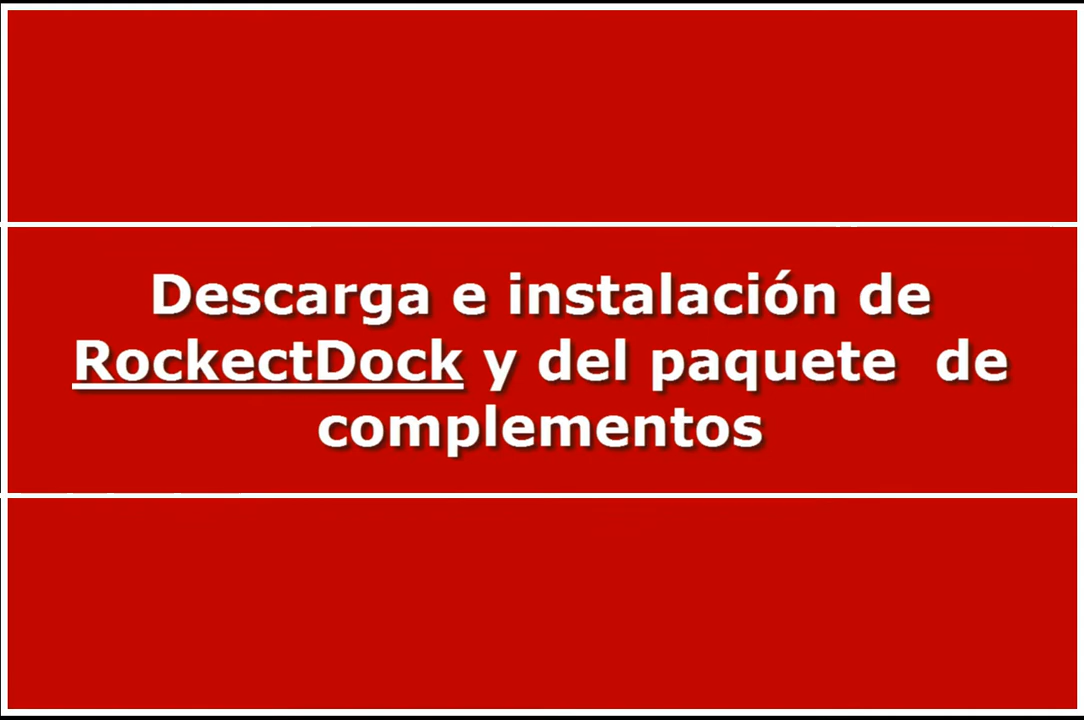 Descarga e instalación de
RockectDock y del paquete  de
complementos